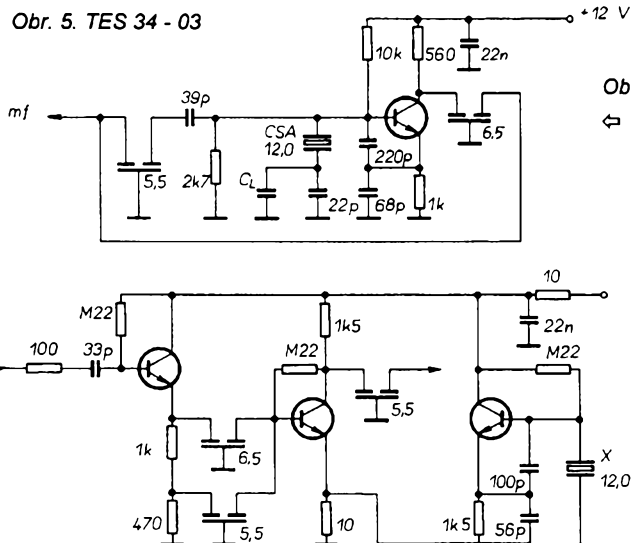 Obr. 5. TES 34 - 03
+12 V
10k
560
22n
Ob
mf
39p
CSA
12,0
6,5
5,5
2k7
CL
22p
220p
68p
1k
10
M22
1k5
22n
M22
M22
100
33p
5,5
1k
6,5
X
12,0
100p
470
5,5
10
1k5
56p